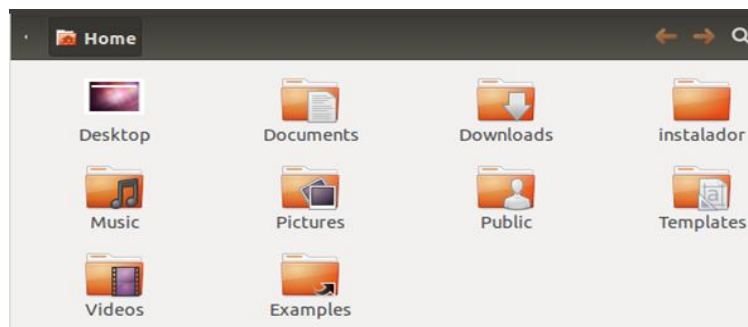 Home
Desktop Documents Downloads instalador
Music Pictures Public Templates
Videos Examples